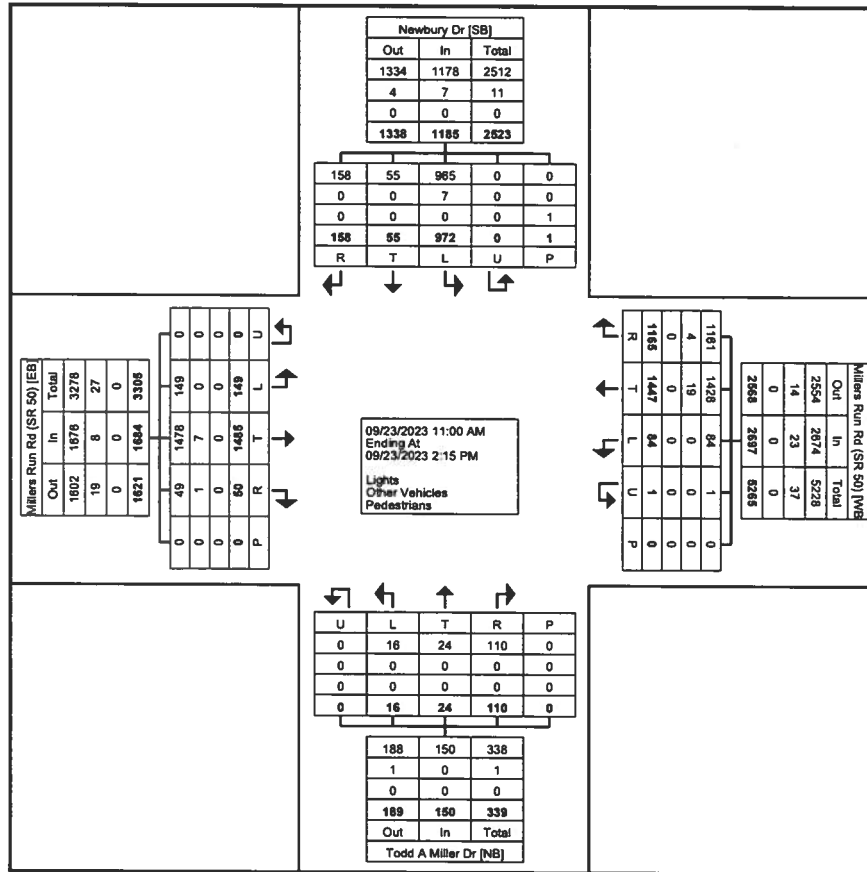 Newbury Dr [SB]
Out In Total
1334 1178 2512
4 7 11
0 0 0
1338 1185 2523
158 55 965 0 0
0 0 7 0 0
0 0 0 0 1
158 55 972 0 1
R T L U P
Millers Run Rd (SR 50) [EB]
Out In Total
1602 1676 3278
19 8 27
0 0 0
1621 1684 3305
0 149 1478 49 0
0 0 7 1 0
0 0 0 0 0
0 149 1485 50 0
U L T R P
09/23/2023 11:00 AM
Ending At
09/23/2023 2:15 PM
Lights
Other Vehicles
Pedestrians
Millers Run Rd (SR 50) [WB]
Out In Total
2554 2674 5228
14 23 37
0 0 0
2568 2697 5265
1161 1428 84 1 0
4 19 0 0 0
0 0 0 0 0
1165 1447 84 1 0
R T L U P
U L T R P
0 16 24 110 0
0 0 0 0 0
0 0 0 0 0
0 16 24 110 0
188 150 338
1 0 1
0 0 0
189 150 339
Out In Total
Todd A Miller Dr [NB]